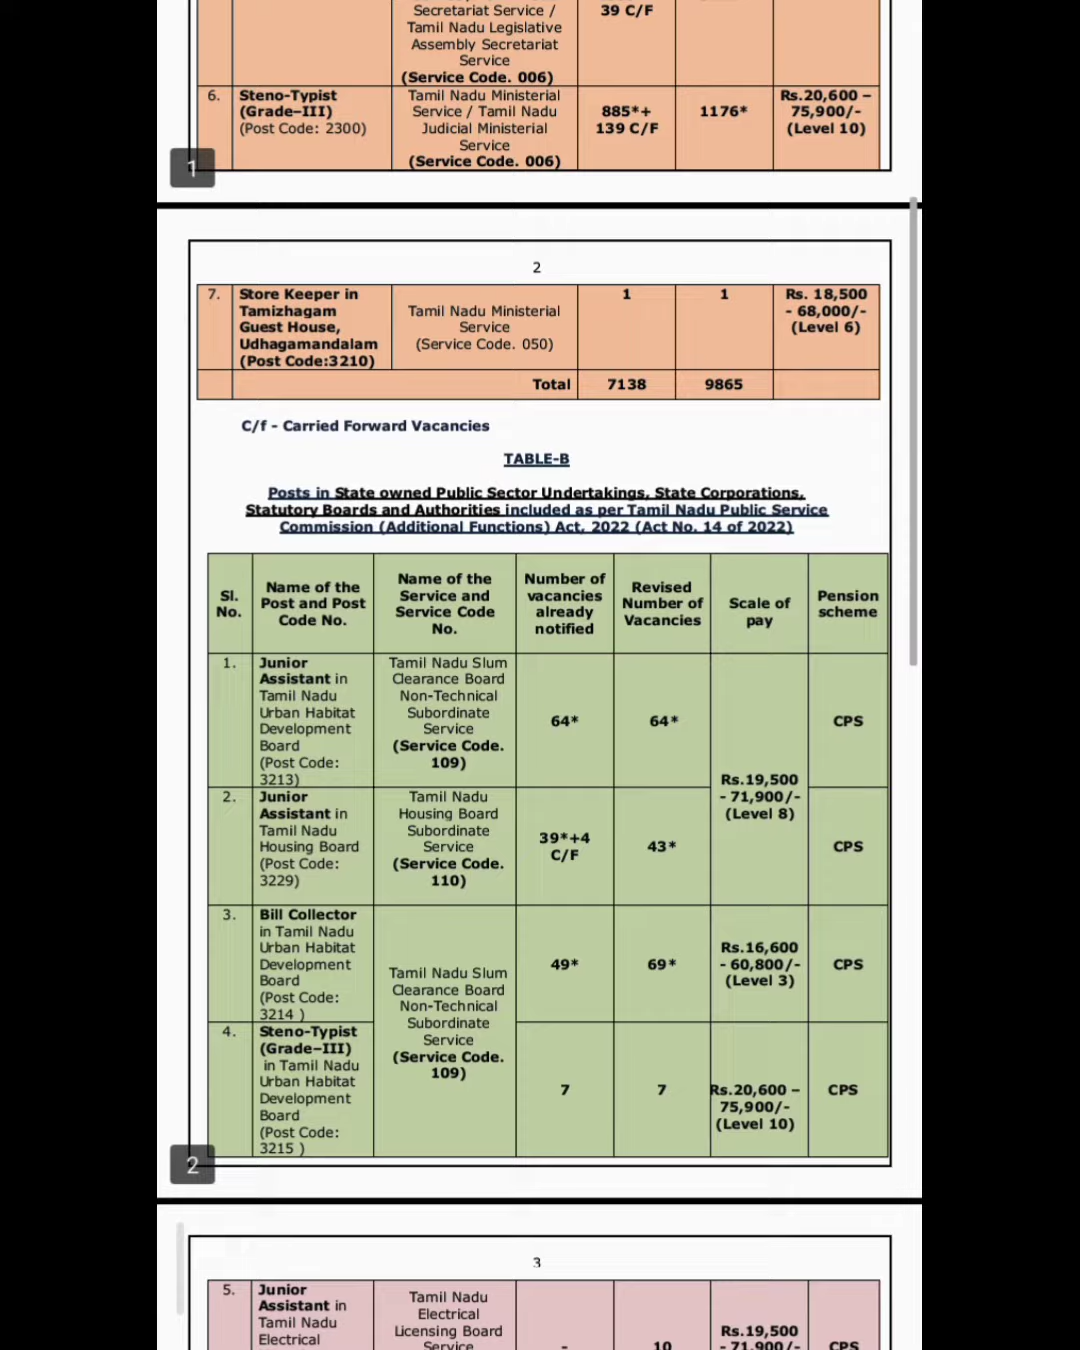 Secretariat Service /
Tamil Nadu Legislative
Assembly Secretariat
Service
(Service Code. 006)
39 C/F
6.
Steno-Typist
(Grade–III)
(Post Code: 2300)
Tamil Nadu Ministerial
Service / Tamil Nadu
Judicial Ministerial
Service
(Service Code. 006)
885*+
139 C/F
1176*
Rs.20,600 –
75,900/-
(Level 10)
1
2
7.
Store Keeper in
Tamizhagam
Guest House,
Udhagamandalam
(Post Code:3210)
Tamil Nadu Ministerial
Service
(Service Code. 050)
1
1
Rs. 18,500
- 68,000/-
(Level 6)
Total
7138
9865
C/f - Carried Forward Vacancies
TABLE-B
Posts in State owned Public Sector Undertakings, State Corporations,
Statutory Boards and Authorities included as per Tamil Nadu Public Service
Commission (Additional Functions) Act, 2022 (Act No. 14 of 2022)
Sl.
No.
Name of the
Post and Post
Code No.
Name of the
Service and
Service Code
No.
Number of
vacancies
already
notified
Revised
Number of
Vacancies
Scale of
pay
Pension
scheme
1.
Junior
Assistant in
Tamil Nadu
Urban Habitat
Development
Board
(Post Code:
3213)
Tamil Nadu Slum
Clearance Board
Non-Technical
Subordinate
Service
(Service Code.
109)
64*
64*
Rs.19,500
- 71,900/-
(Level 8)
CPS
2.
Junior
Assistant in
Tamil Nadu
Housing Board
(Post Code:
3229)
Tamil Nadu
Housing Board
Subordinate
Service
(Service Code.
110)
39*+4
C/F
43*
CPS
3.
Bill Collector
in Tamil Nadu
Urban Habitat
Development
Board
(Post Code:
3214 )
Tamil Nadu Slum
Clearance Board
Non-Technical
Subordinate
Service
(Service Code.
109)
49*
69*
Rs.16,600
- 60,800/-
(Level 3)
CPS
4.
Steno-Typist
(Grade–III)
in Tamil Nadu
Urban Habitat
Development
Board
(Post Code:
3215 )
7
7
Rs.20,600 –
75,900/-
(Level 10)
CPS
2
3
5.
Junior
Assistant in
Tamil Nadu
Electrical
Tamil Nadu
Electrical
Licensing Board
Service
-
10
Rs.19,500
- 71,900/-
CPS